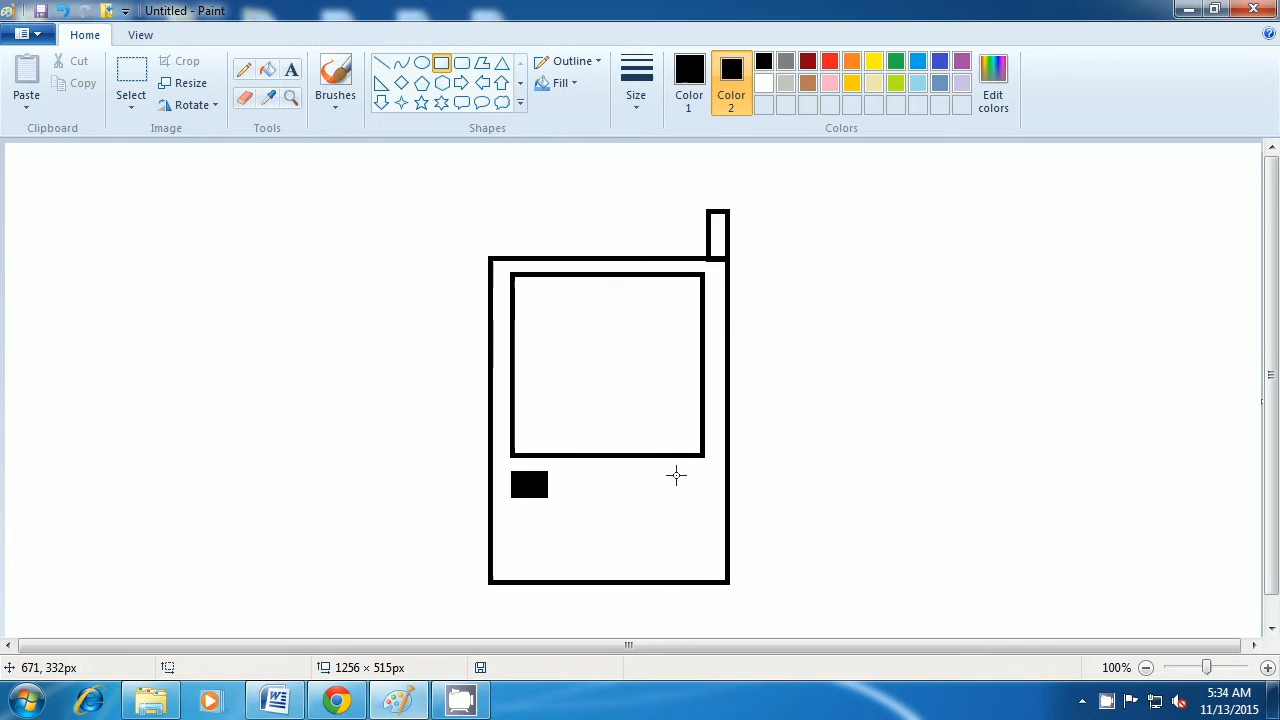 Untitled - Paint
Home
View
Paste
Cut
Copy
Clipboard
Select
Crop
Resize
Rotate
Image
A
Tools
Brushes
Shapes
Outline
Fill
Size
Color 1
Color 2
Edit colors
Colors
671, 332px
1256 × 515px
100%
5:34 AM
11/13/2015